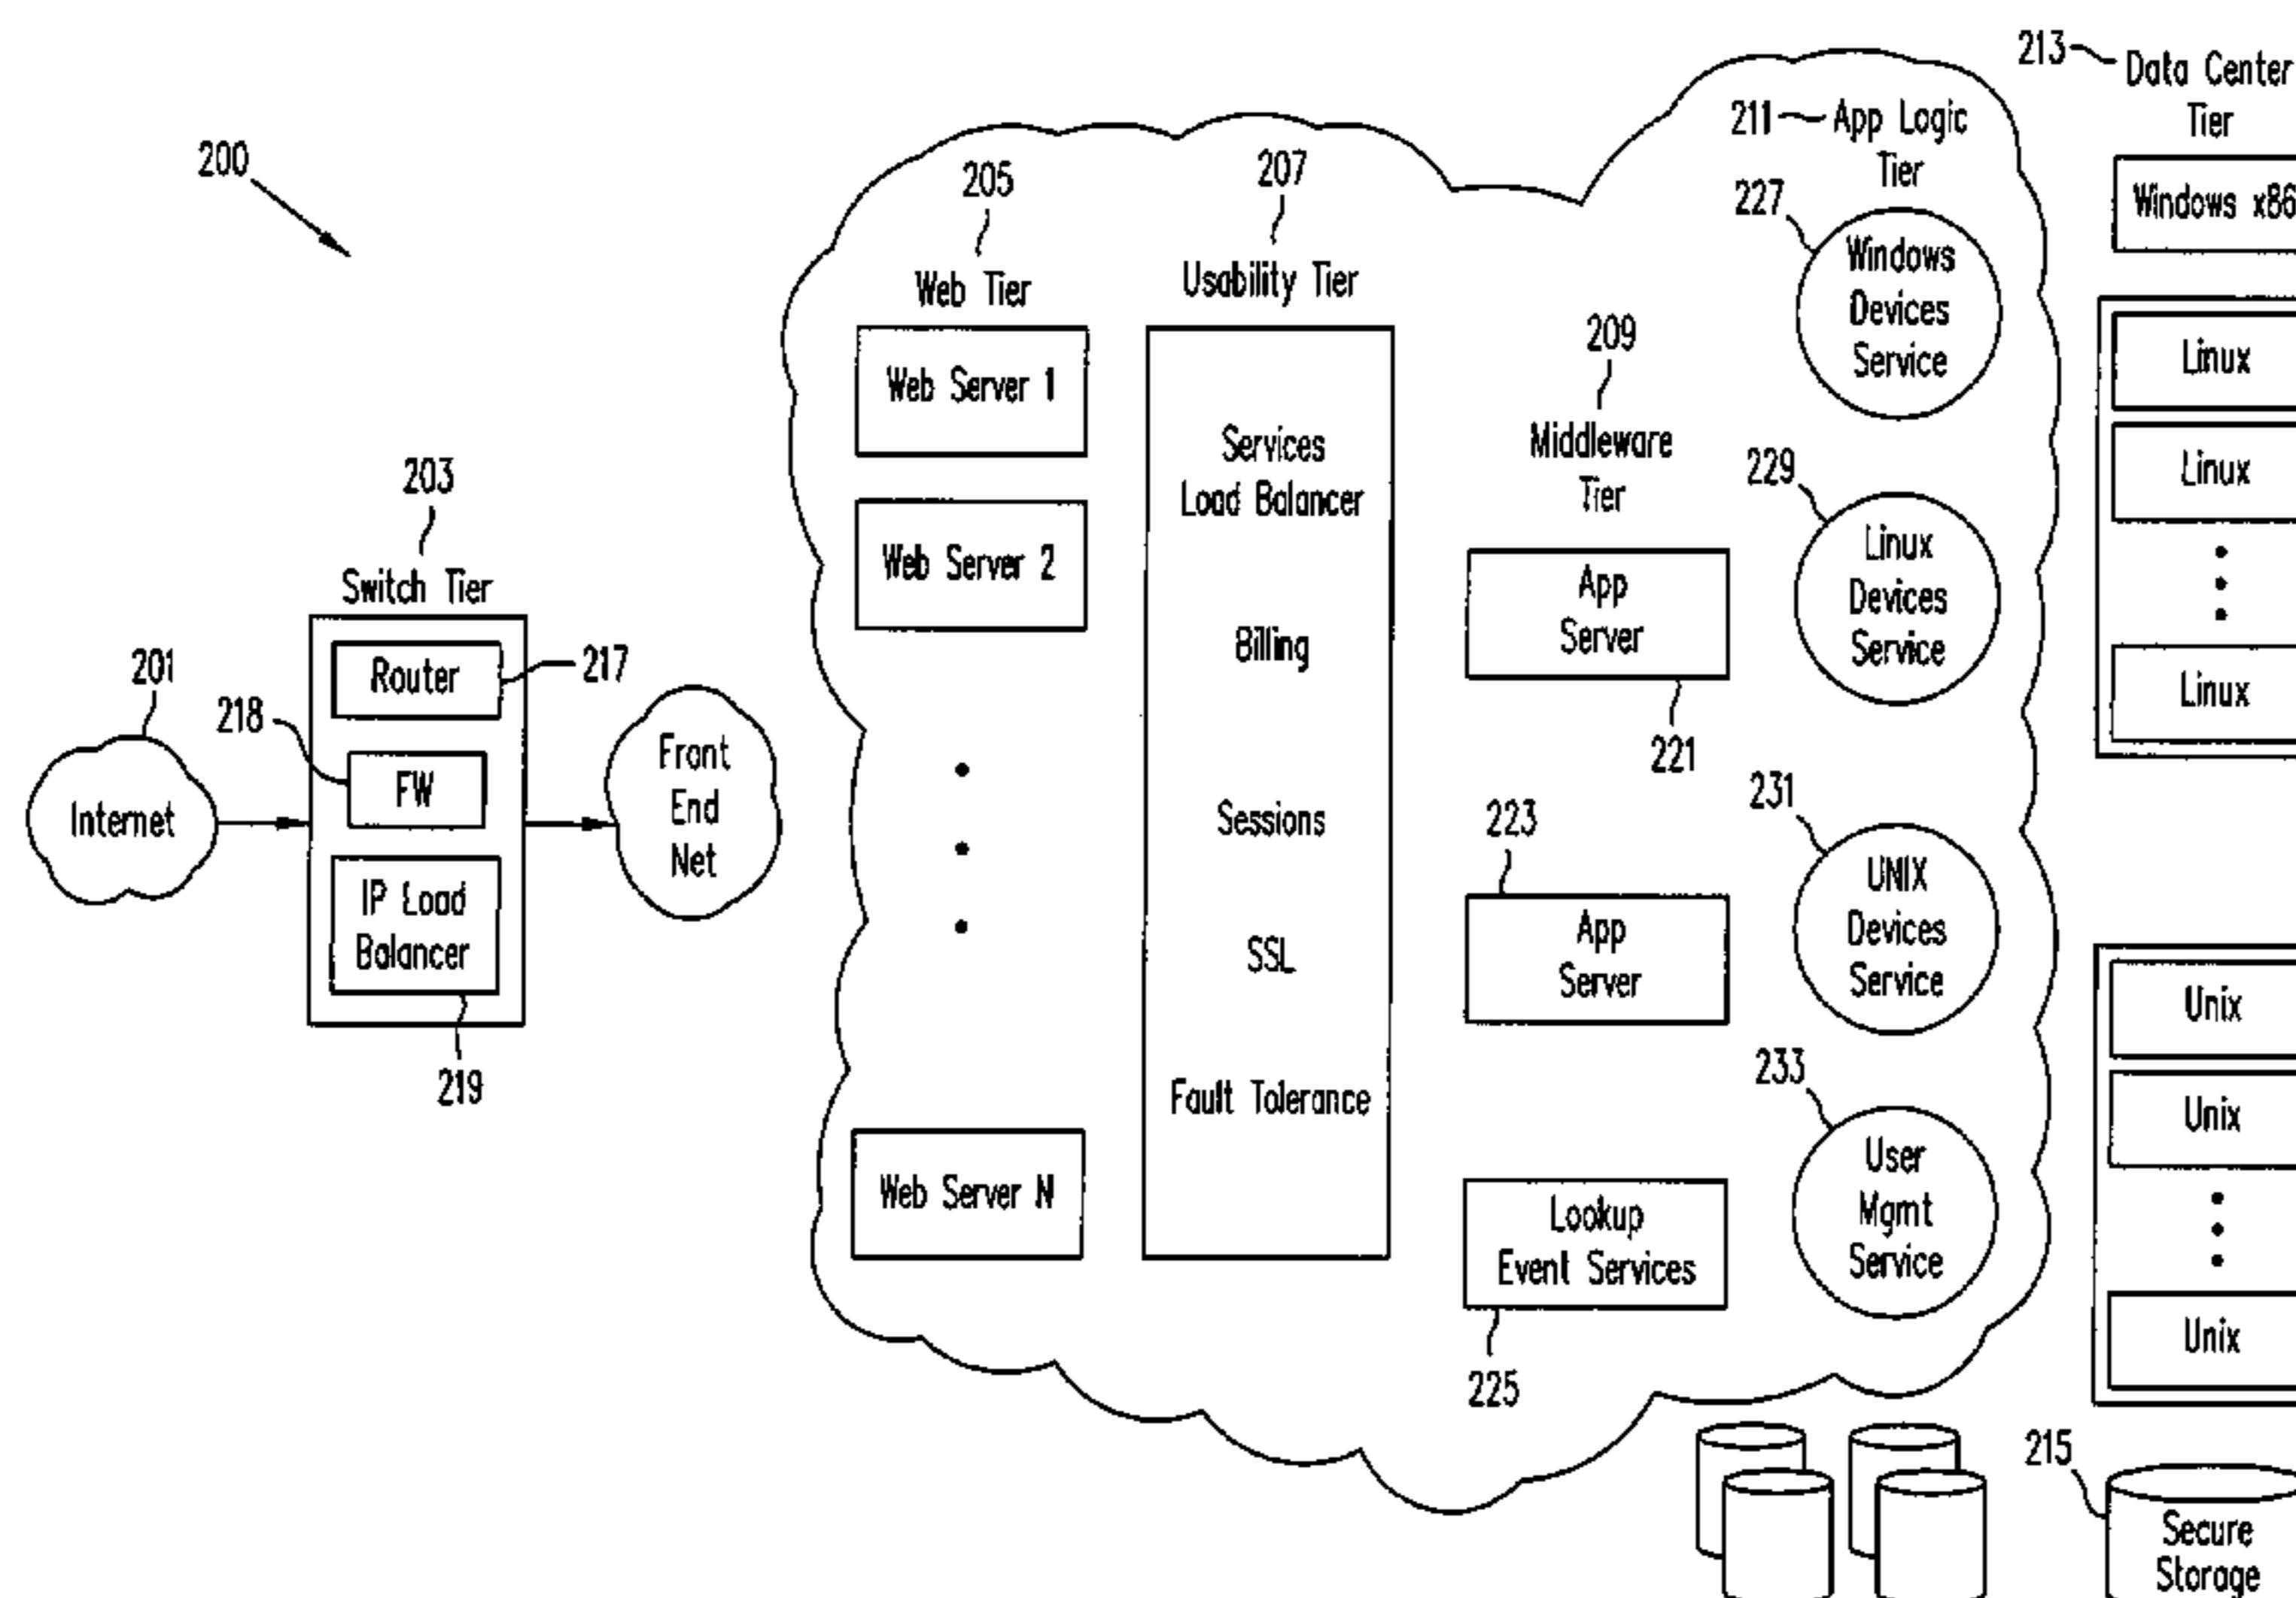 200
201
Internet
203
Switch Tier
Router
217
218
FW
IP Load
Balancer
219
Front
End
Net
205
Web Tier
Web Server 1
Web Server 2
Web Server N
207
Usability Tier
Services
Load Balancer
Billing
Sessions
SSL
Fault Tolerance
209
Middleware
Tier
App
Server
221
223
App
Server
Lookup
Event Services
225
211
App Logic
Tier
227
Windows
Devices
Service
229
Linux
Devices
Service
231
UNIX
Devices
Service
233
User
Mgmt
Service
213
Data Center
Tier
Windows x86
Linux
Linux
Linux
Unix
Unix
Unix
215
Secure
Storage